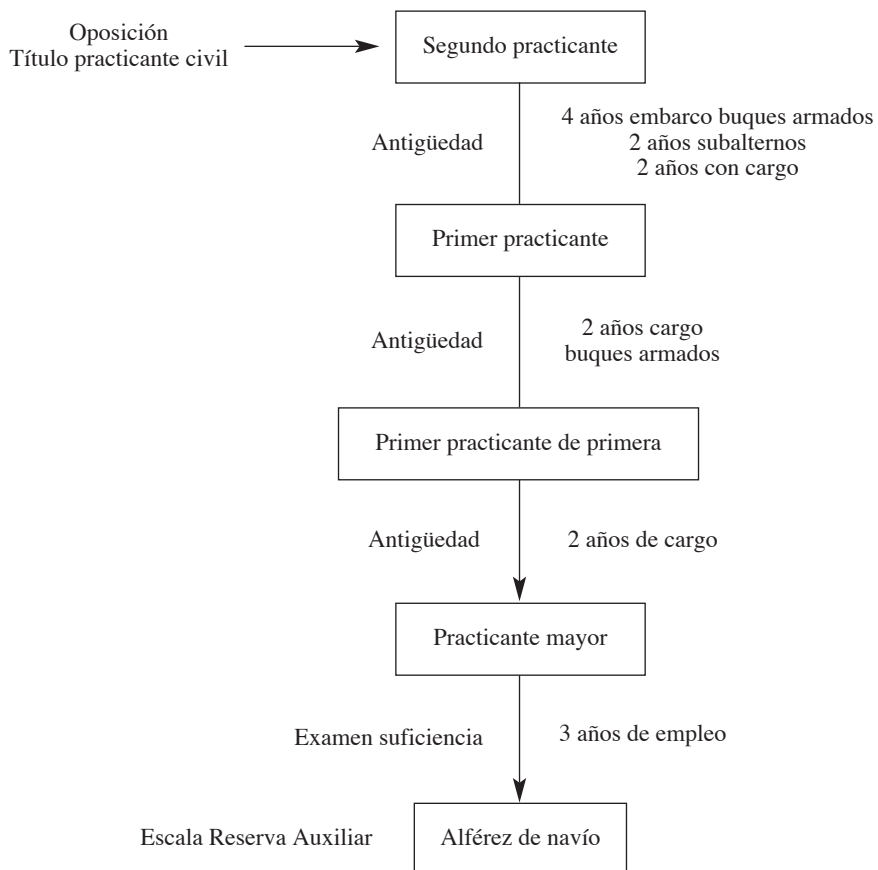 Oposición
Título practicante civil
Segundo practicante
Antigüedad
4 años embarco buques armados
2 años subalternos
2 años con cargo
Primer practicante
Antigüedad
2 años cargo
buques armados
Primer practicante de primera
Antigüedad
2 años de cargo
Practicante mayor
Examen suficiencia
3 años de empleo
Escala Reserva Auxiliar
Alférez de navío